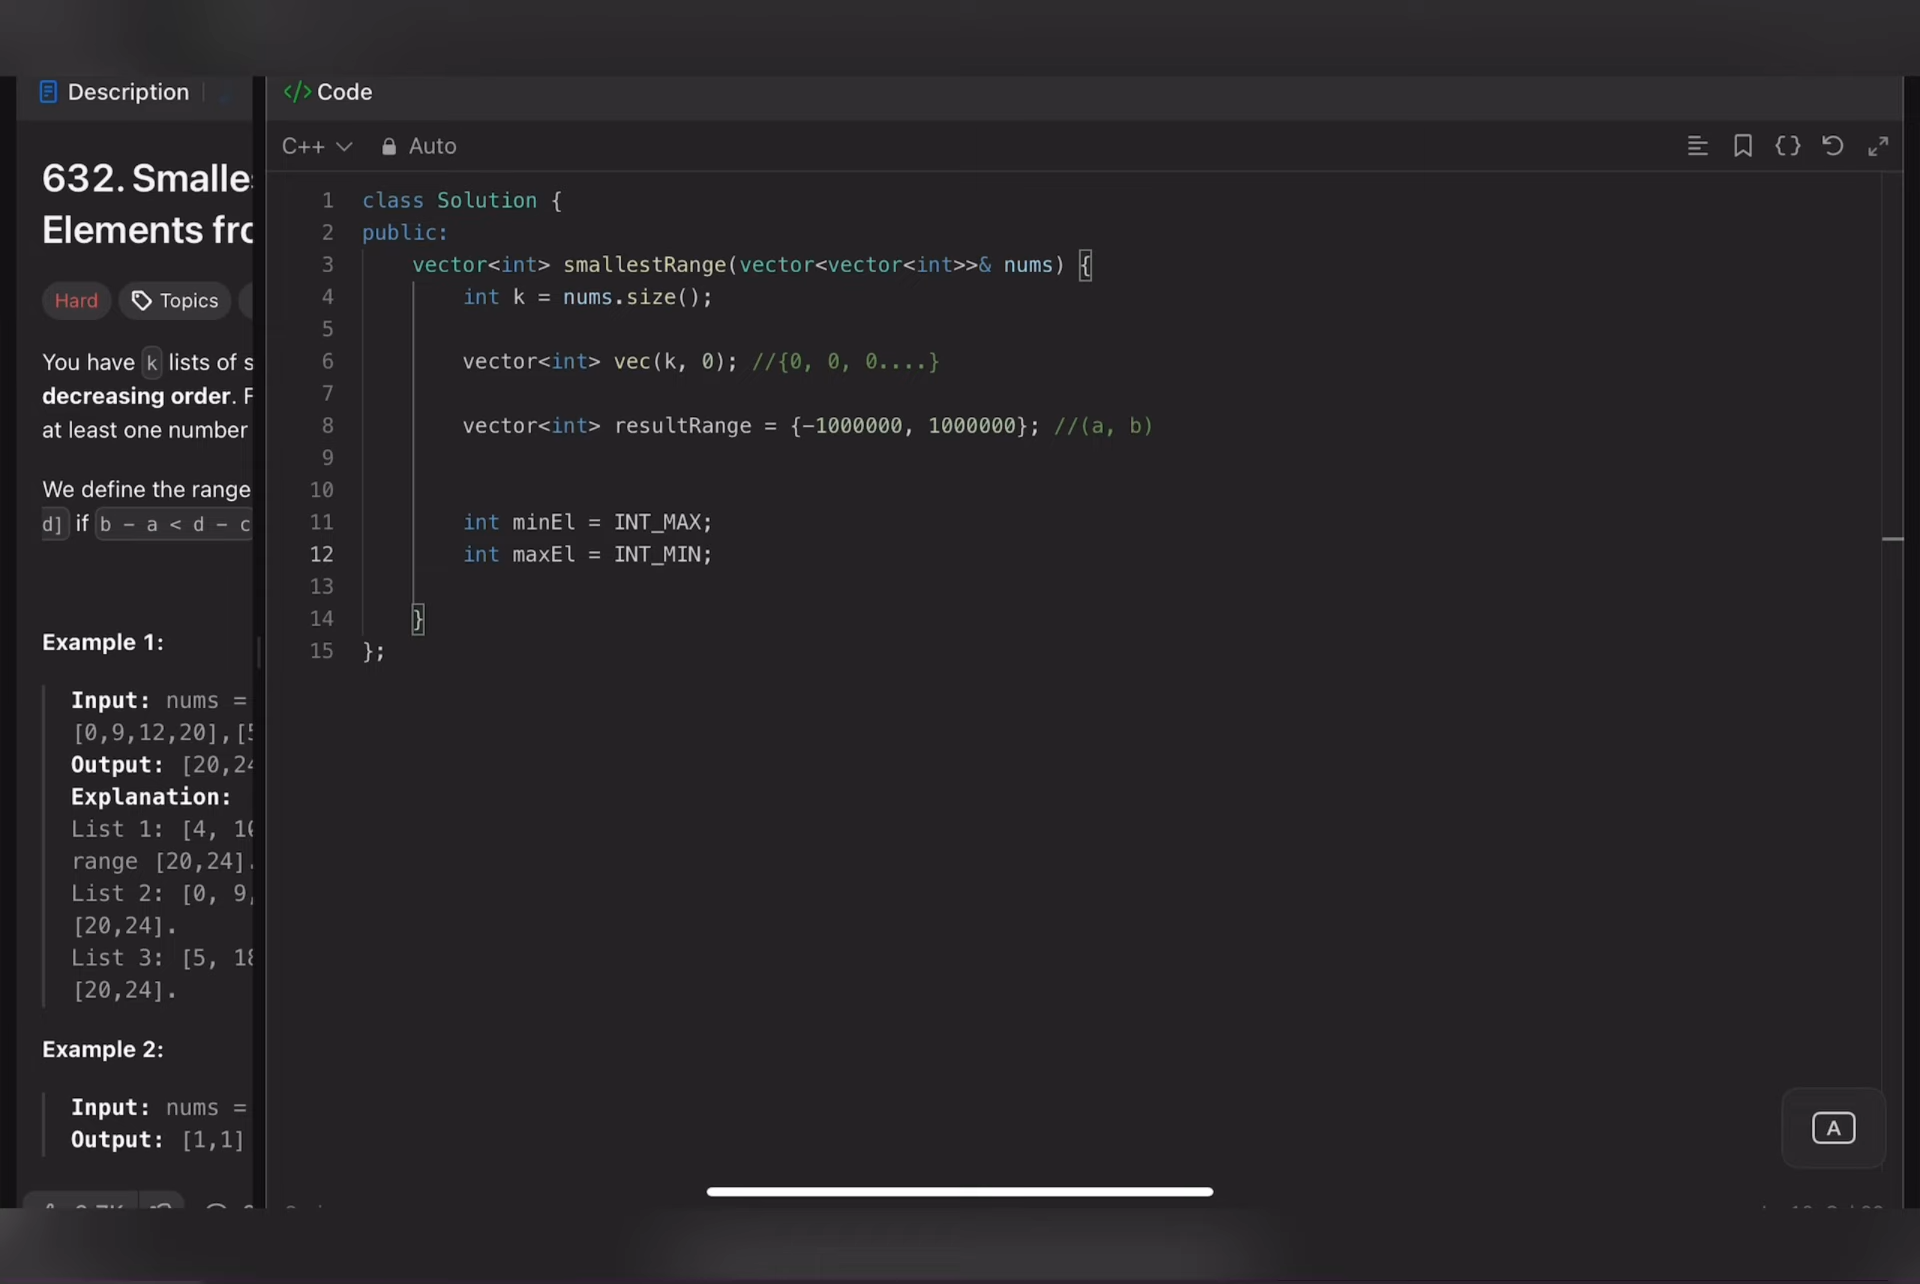 Description
632. Smalle
Elements fro
Hard Topics
You have k lists of s
decreasing order. F
at least one number
We define the range
d] if b - a < d - c
Example 1:
Input: nums =
[0,9,12,20],[5
Output: [20,24
Explanation:
List 1: [4, 10
range [20,24].
List 2: [0, 9,
[20,24].
List 3: [5, 18
[20,24].
Example 2:
Input: nums =
Output: [1,1]
</> Code
C++ Auto
1 class Solution {
2 public:
3 vector<int> smallestRange(vector<vector<int>>& nums) {
4 int k = nums.size();
5
6 vector<int> vec(k, 0); //{0, 0, 0....}
7
8 vector<int> resultRange = {-1000000, 1000000}; //(a, b)
9
10
11 int minEl = INT_MAX;
12 int maxEl = INT_MIN;
13
14 }
15 };
A